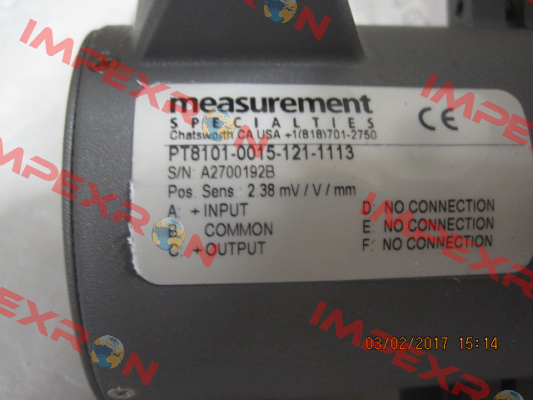 measurement
SPECIALTIES
Chatsworth CA USA +1(818)701-2750
PT8101-0015-121-1113
S/N: A2700192B
Pos. Sens : 2.38 mV / V / mm
A: + INPUT D: NO CONNECTION
B: COMMON E: NO CONNECTION
C: + OUTPUT F: NO CONNECTION
CE
03/02/2017 15:14
IMPEXRON
IMPEXRON
IMPEXRON
IMPEXRON
IMPEXRON